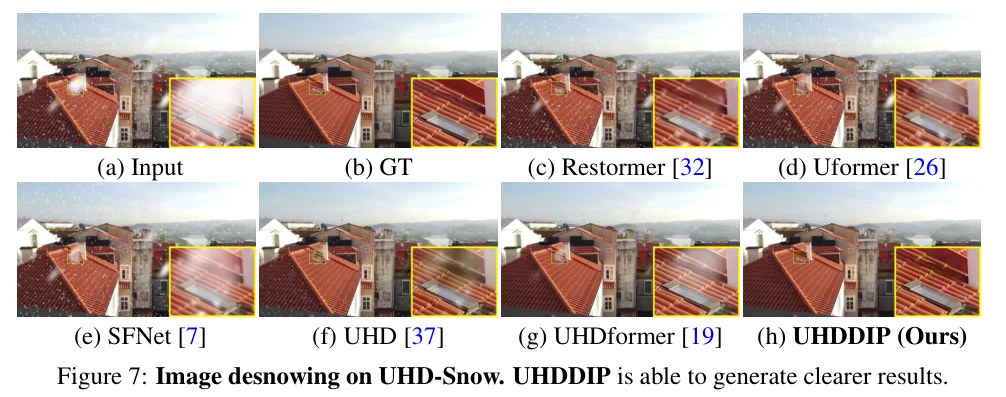 (a) Input
(b) GT
(c) Restormer [32]
(d) Uformer [26]
(e) SFNet [7]
(f) UHD [37]
(g) UHDformer [19]
(h) UHDDIP (Ours)
Figure 7: Image desnowing on UHD-Snow. UHDDIP is able to generate clearer results.